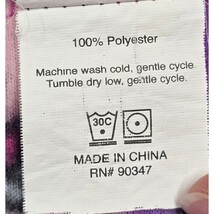 100% Polyester
Machine wash cold, gentle cycle.
Tumble dry low, gentle cycle.
30C
MADE IN CHINA
RN# 90347